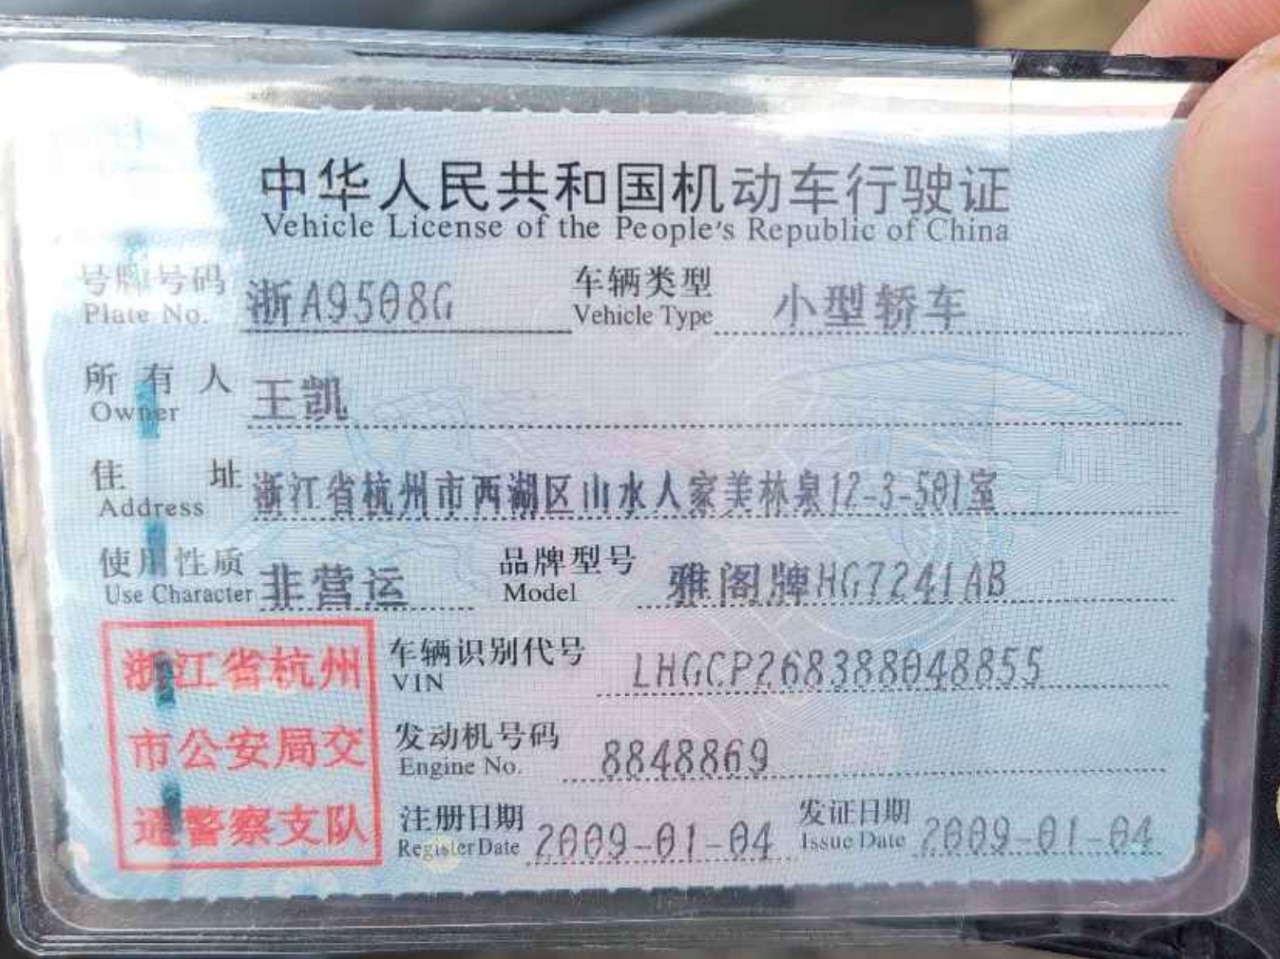 中华人民共和国机动车行驶证
Vehicle License of the People's Republic of China
号牌号码 浙A9508G 车辆类型 小型轿车
Plate No. Vehicle Type
所有人 王凯
Owner
住址 浙江省杭州市西湖区山水人家美林泉12-3-501室
Address
使用性质 非营运 品牌型号 雅阁牌HG7241AB
Use Character Model
浙江省杭州
市公安局交
通警察支队
车辆识别代号 LHGCP268388048855
VIN
发动机号码 8848869
Engine No.
注册日期 2009-01-04 发证日期 2009-01-04
Register Date Issue Date